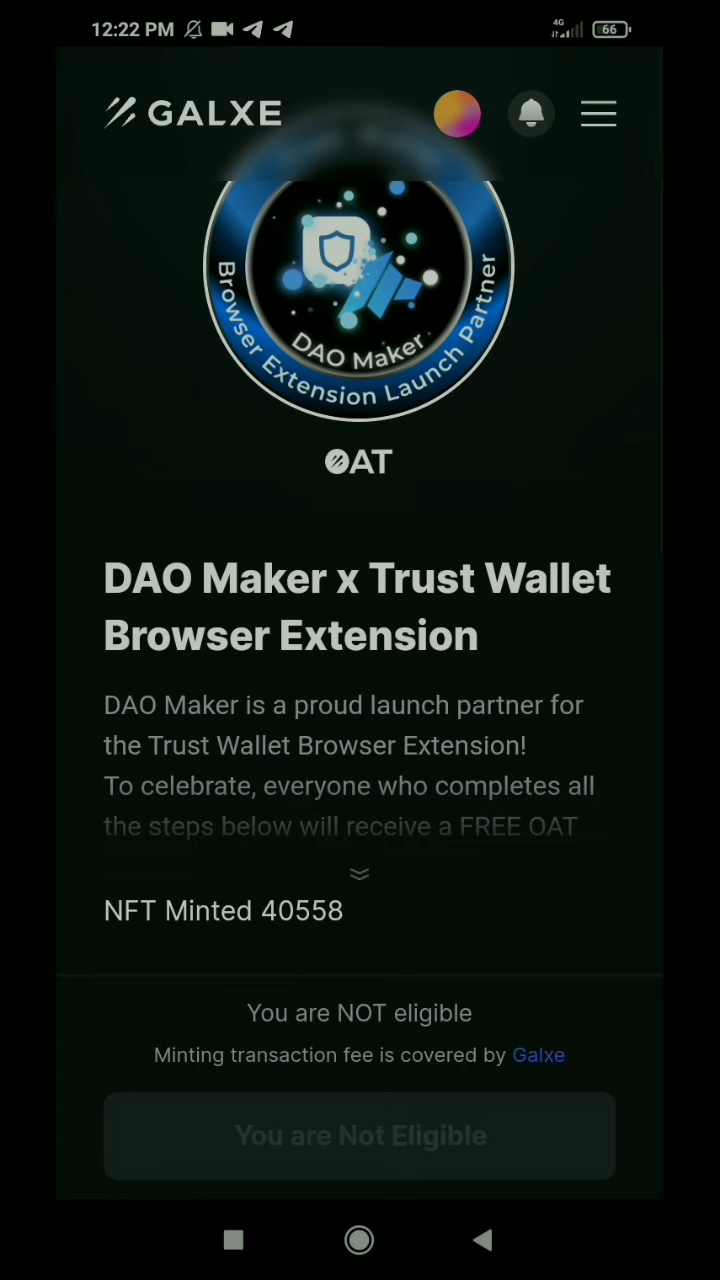 12:22 PM
4G
66
GALXE
DAO Maker
Browser Extension Launch Partner
OAT
DAO Maker x Trust Wallet
Browser Extension
DAO Maker is a proud launch partner for
the Trust Wallet Browser Extension!
To celebrate, everyone who completes all
the steps below will receive a FREE OAT
NFT Minted 40558
You are NOT eligible
Minting transaction fee is covered by Galxe
You are Not Eligible